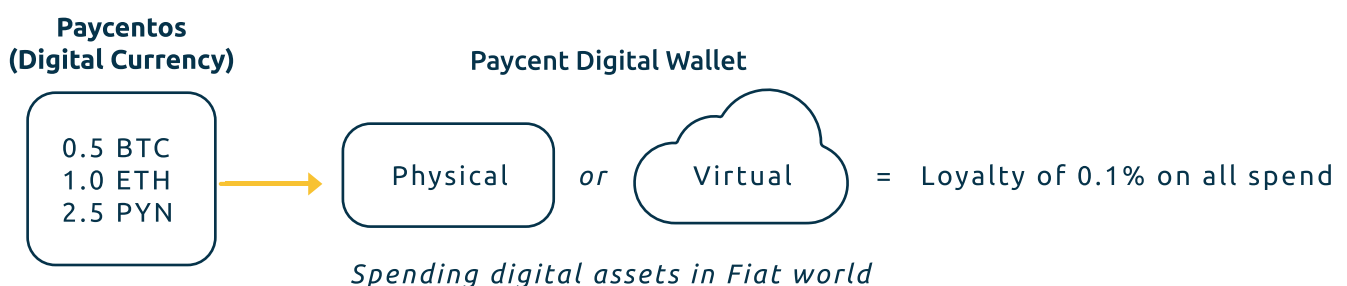 Paycentos
(Digital Currency)
Paycent Digital Wallet
0.5 BTC
1.0 ETH
2.5 PYN
Physical
or
Virtual
= Loyalty of 0.1% on all spend
Spending digital assets in Fiat world